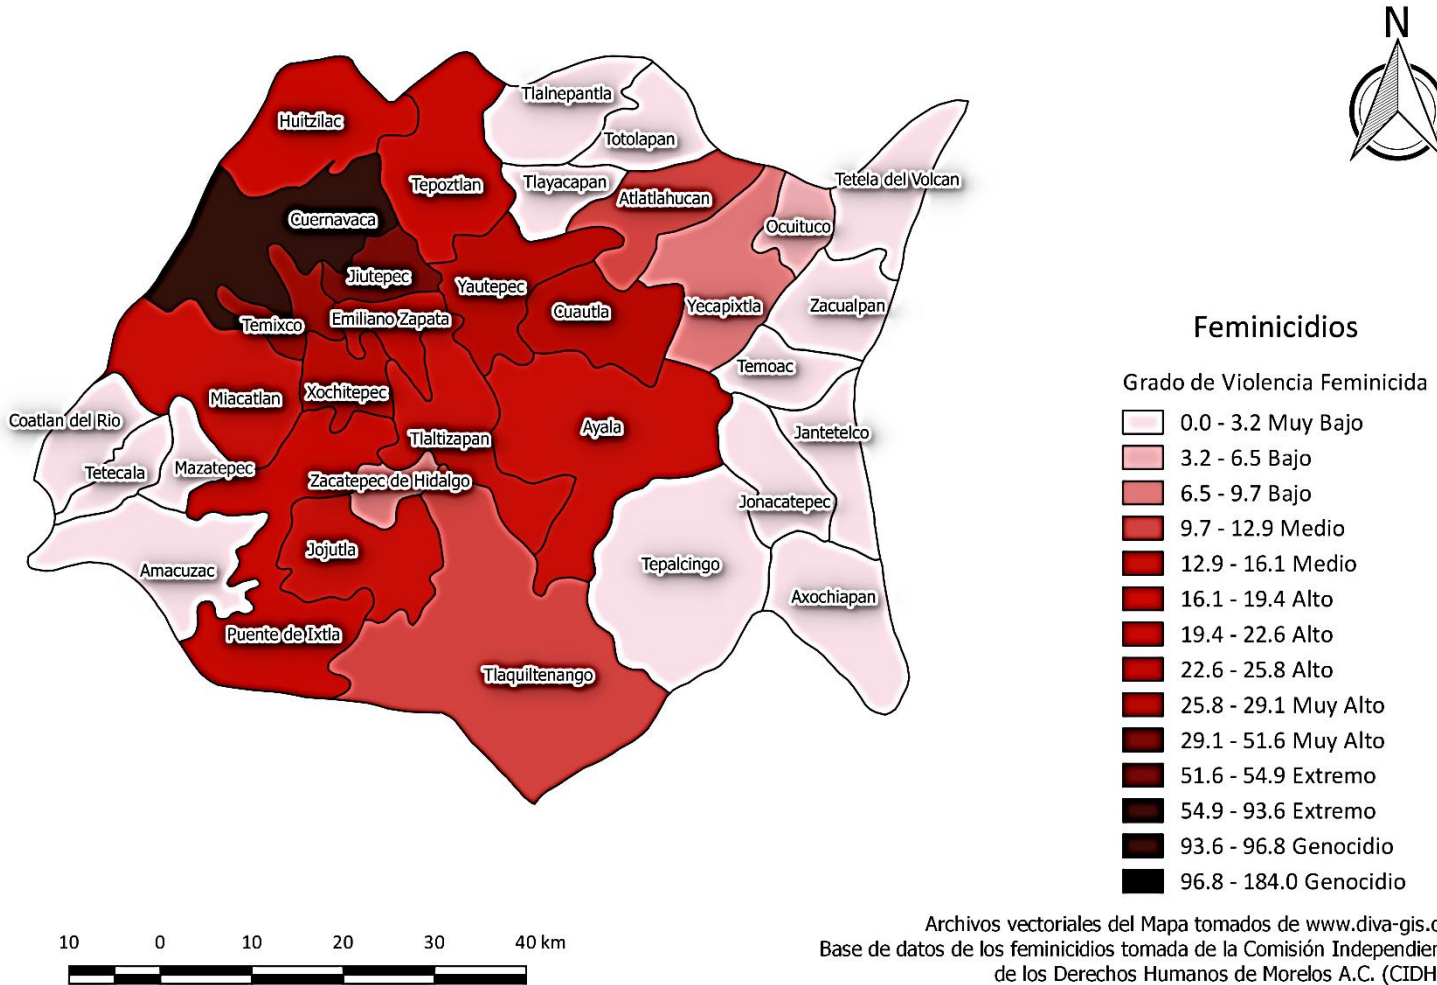 N
Tlalnepantla
Huitzilac
Totolapan
Tepoztlan
Tlayacapan
Tetela del Volcan
Atlatlahucan
Cuernavaca
Ocuituco
Jiutepec
Yautepec
Zacualpan
Yecapixtla
Cuautla
Emiliano Zapata
Temixco
Temoac
Xochitepec
Miacatlan
Coatlan del Rio
Ayala
Jantetelco
Tlaltizapan
Mazatepec
Tetecala
Zacatepec de Hidalgo
Jonacatepec
Jojutla
Tepalcingo
Amacuzac
Axochiapan
Puente de Ixtla
Tlaquiltenango
Feminicidios
Grado de Violencia Feminicida
0.0 - 3.2 Muy Bajo
3.2 - 6.5 Bajo
6.5 - 9.7 Bajo
9.7 - 12.9 Medio
12.9 - 16.1 Medio
16.1 - 19.4 Alto
19.4 - 22.6 Alto
22.6 - 25.8 Alto
25.8 - 29.1 Muy Alto
29.1 - 51.6 Muy Alto
51.6 - 54.9 Extremo
54.9 - 93.6 Extremo
93.6 - 96.8 Genocidio
96.8 - 184.0 Genocidio
10 0 10 20 30 40 km
Archivos vectoriales del Mapa tomados de www.diva-gis.o
Base de datos de los feminicidios tomada de la Comisión Independien
de los Derechos Humanos de Morelos A.C. (CIDH